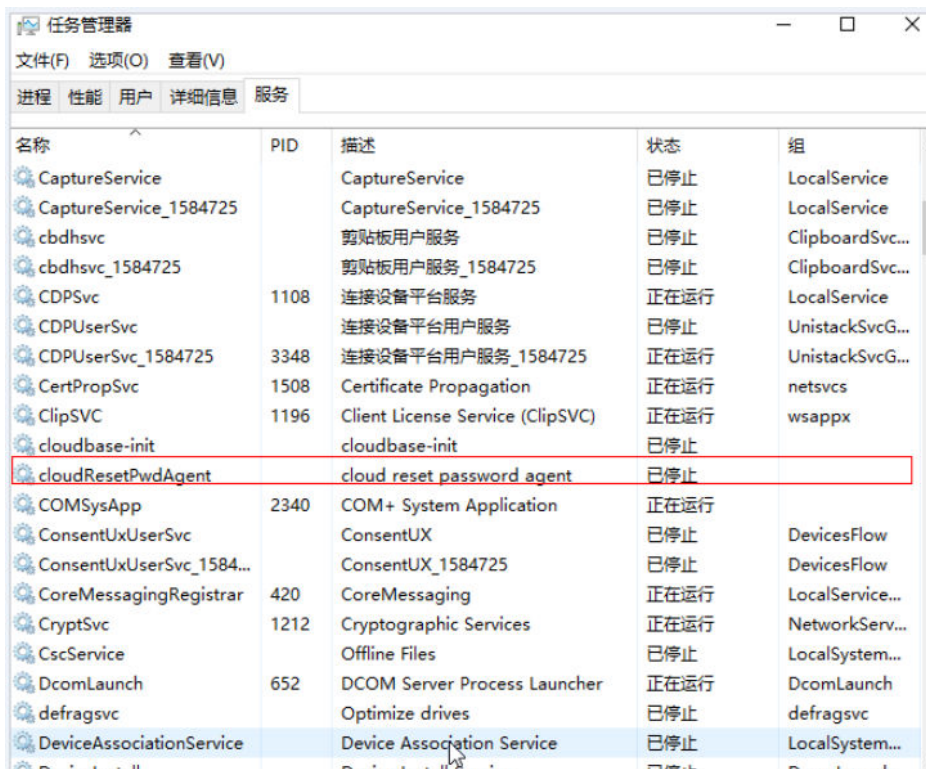 任务管理器
文件(F) 选项(O) 查看(V)
进程 性能 用户 详细信息 服务
名称 PID 描述 状态 组
CaptureService CaptureService 已停止 LocalService
CaptureService_1584725 CaptureService_1584725 已停止 LocalService
cbdhsvc 剪贴板用户服务 已停止 ClipboardSvc...
cbdhsvc_1584725 剪贴板用户服务_1584725 已停止 ClipboardSvc...
CDPSvc 1108 连接设备平台服务 正在运行 LocalService
CDPUserSvc 连接设备平台用户服务 已停止 UnistackSvcG...
CDPUserSvc_1584725 3348 连接设备平台用户服务_1584725 正在运行 UnistackSvcG...
CertPropSvc 1508 Certificate Propagation 正在运行 netsvcs
ClipSVC 1196 Client License Service (ClipSVC) 正在运行 wsappx
cloudbase-init cloudbase-init 已停止
cloudResetPwdAgent cloud reset password agent 已停止
COMSysApp 2340 COM+ System Application 正在运行
ConsentUxUserSvc ConsentUX 已停止 DevicesFlow
ConsentUxUserSvc_1584... ConsentUX_1584725 已停止 DevicesFlow
CoreMessagingRegistrar 420 CoreMessaging 正在运行 LocalService...
CryptSvc 1212 Cryptographic Services 正在运行 NetworkServ...
CscService Offline Files 已停止 LocalSystem...
DcomLaunch 652 DCOM Server Process Launcher 正在运行 DcomLaunch
defragsvc Optimize drives 已停止 defragsvc
DeviceAssociationService Device Association Service 已停止 LocalSystem...